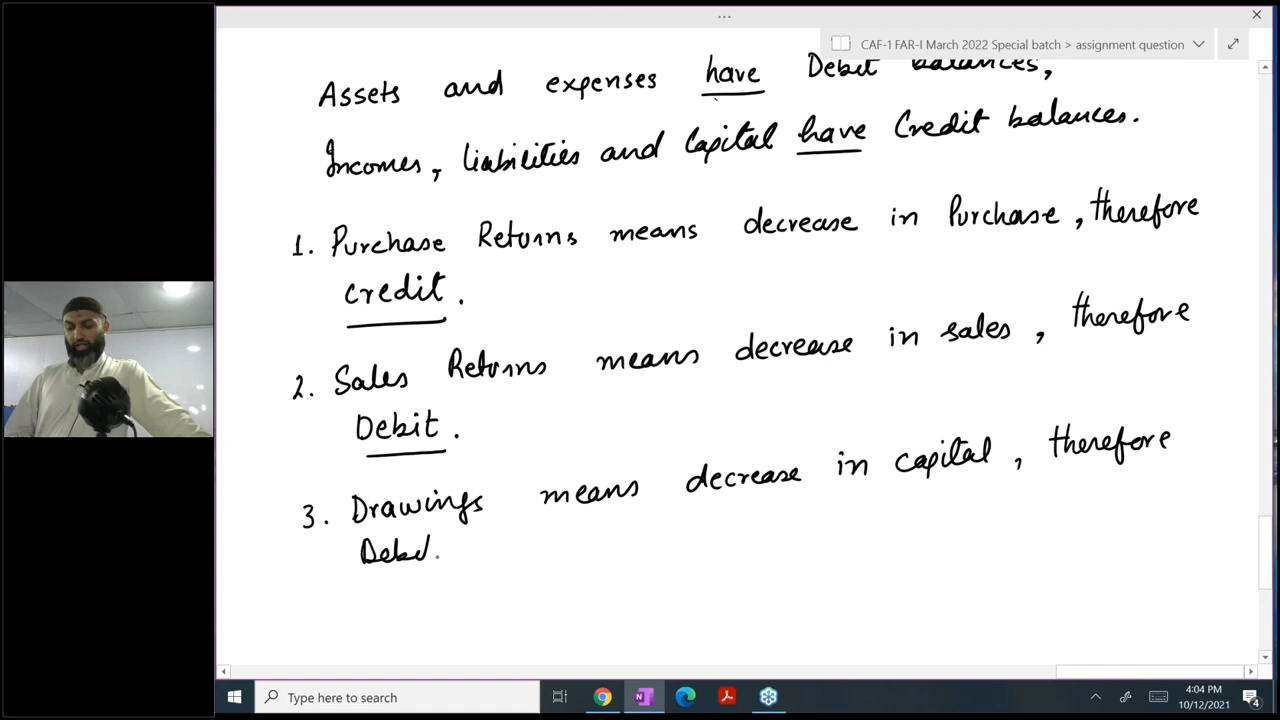 CAF-1 FAR-I March 2022 Special batch > assignment question
Assets and expenses have Debit balances,
Incomes, liabilities and Capital have Credit balances.
1. Purchase Returns means decrease in Purchase, therefore
credit.
2. Sales Returns means decrease in sales, therefore
Debit.
3. Drawings means decrease in capital, therefore
Type here to search
4:04 PM
10/12/2021
4